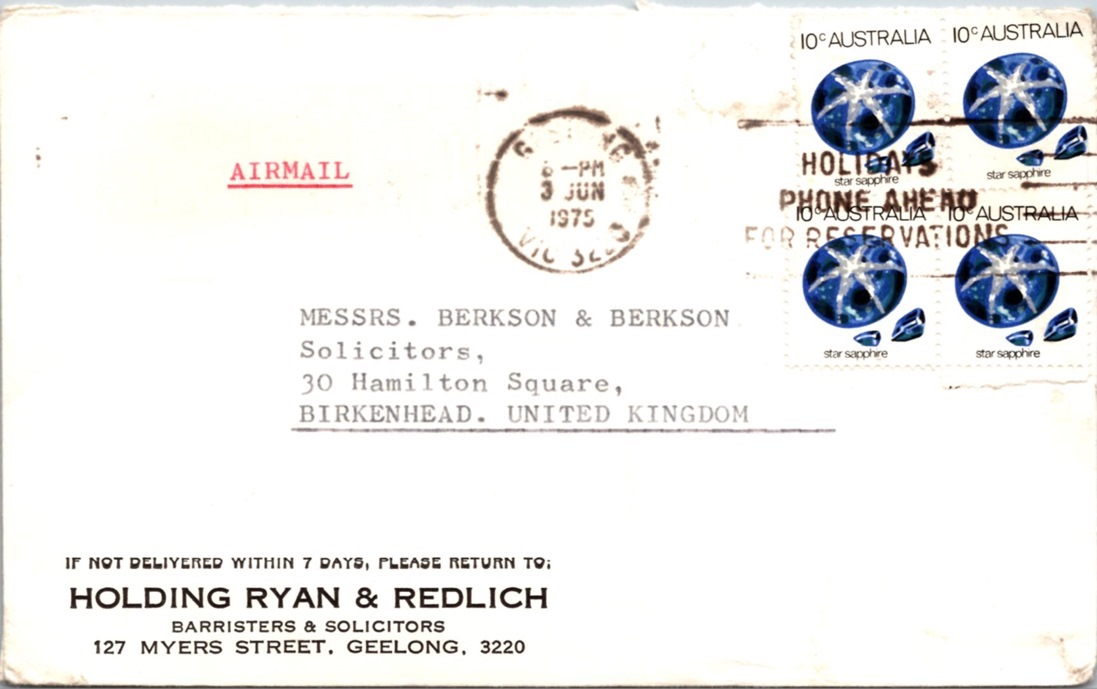 10c AUSTRALIA 10c AUSTRALIA
AIRMAIL
-PM
3 JUN
1975
VIC
HOLIDAYS
star sapphire star sapphire
PHONE AHEAD
10c AUSTRALIA 10c AUSTRALIA
FOR RESERVATIONS
star sapphire star sapphire
MESSRS. BERKSON & BERKSON
Solicitors,
30 Hamilton Square,
BIRKENHEAD. UNITED KINGDOM
IF NOT DELIVERED WITHIN 7 DAYS, PLEASE RETURN TO;
HOLDING RYAN & REDLICH
BARRISTERS & SOLICITORS
127 MYERS STREET, GEELONG, 3220